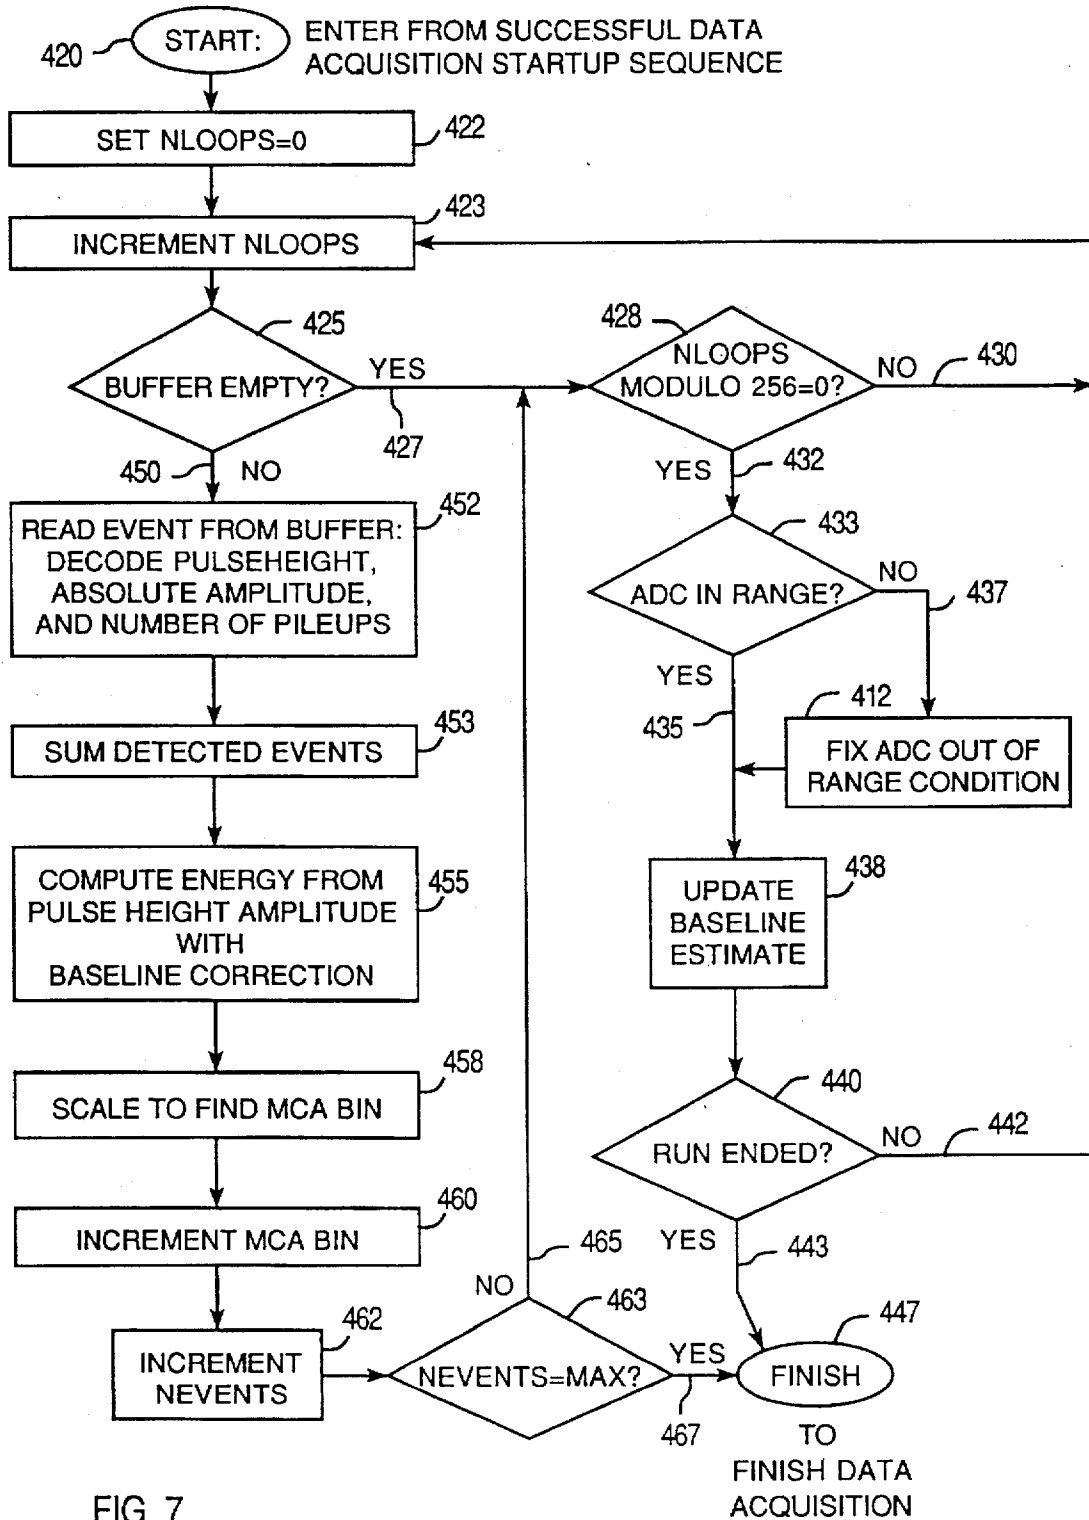 420
START:
ENTER FROM SUCCESSFUL DATA
ACQUISITION STARTUP SEQUENCE
SET NLOOPS=0
422
423
INCREMENT NLOOPS
425
BUFFER EMPTY?
YES
427
428
NLOOPS
MODULO 256=0?
NO
430
450
NO
YES
432
452
READ EVENT FROM BUFFER:
DECODE PULSEHEIGHT,
ABSOLUTE AMPLITUDE,
AND NUMBER OF PILEUPS
433
ADC IN RANGE?
NO
437
YES
435
412
FIX ADC OUT OF
RANGE CONDITION
453
SUM DETECTED EVENTS
COMPUTE ENERGY FROM
PULSE HEIGHT AMPLITUDE
WITH
BASELINE CORRECTION
455
438
UPDATE
BASELINE
ESTIMATE
458
SCALE TO FIND MCA BIN
440
RUN ENDED?
NO
442
460
INCREMENT MCA BIN
465
YES
443
NO
463
462
INCREMENT
NEVENTS
NEVENTS=MAX?
YES
467
447
FINISH
TO
FINISH DATA
ACQUISITION
FIG 7